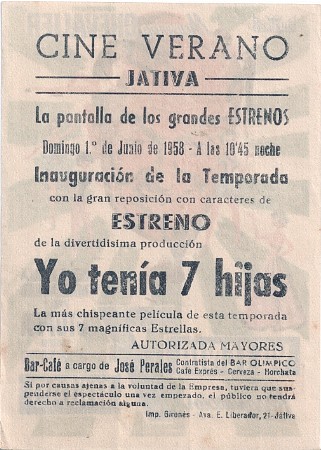 CINE VERANO
JATIVA
La pantalla de los grandes ESTRENOS
Domingo 1.º de Junio de 1958 - A las 10'45 noche
Inauguración de la Temporada
con la gran reposición con caracteres de
ESTRENO
de la divertidísima producción
Yo tenía 7 hijas
La más chispeante película de esta temporada
con sus 7 magníficas Estrellas.
AUTORIZADA MAYORES
Bar-Café a cargo de José Perales Contratista del BAR OLIMPICO
Café Exprés - Cerveza - Horchata
Si por causas ajenas a la voluntad de la Empresa, tuviera que sus-
penderse el espectáculo una vez empezado, el público no tendrá
derecho a reclamación alguna.
Imp. Gironés - Ava. E. Liberador, 21-Játiva